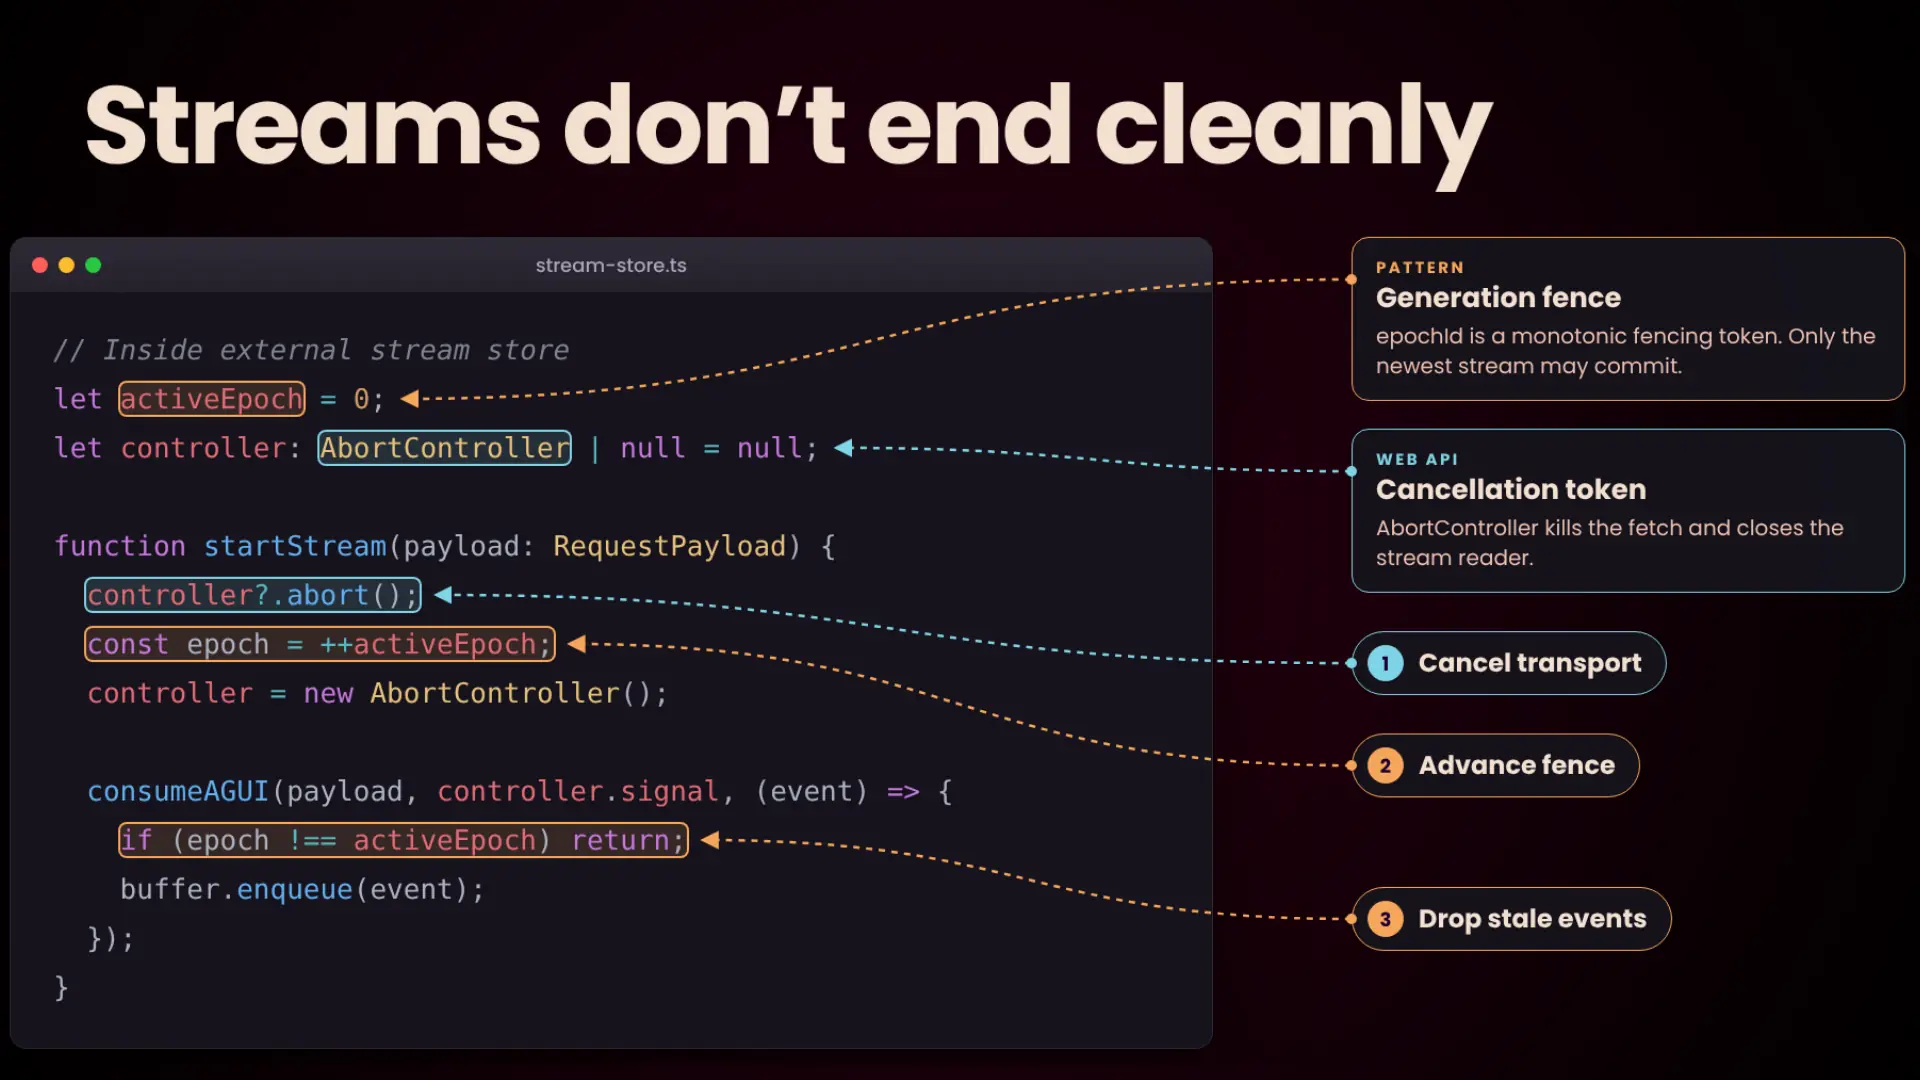 Streams don’t end cleanly
stream-store.ts
// Inside external stream store
let activeEpoch = 0;
let controller: AbortController | null = null;
function startStream(payload: RequestPayload) {
controller?.abort();
const epoch = ++activeEpoch;
controller = new AbortController();
consumeAGUI(payload, controller.signal, (event) => {
if (epoch !== activeEpoch) return;
buffer.enqueue(event);
});
}
PATTERN
Generation fence
epochId is a monotonic fencing token. Only the
newest stream may commit.
WEB API
Cancellation token
AbortController kills the fetch and closes the
stream reader.
1 Cancel transport
2 Advance fence
3 Drop stale events